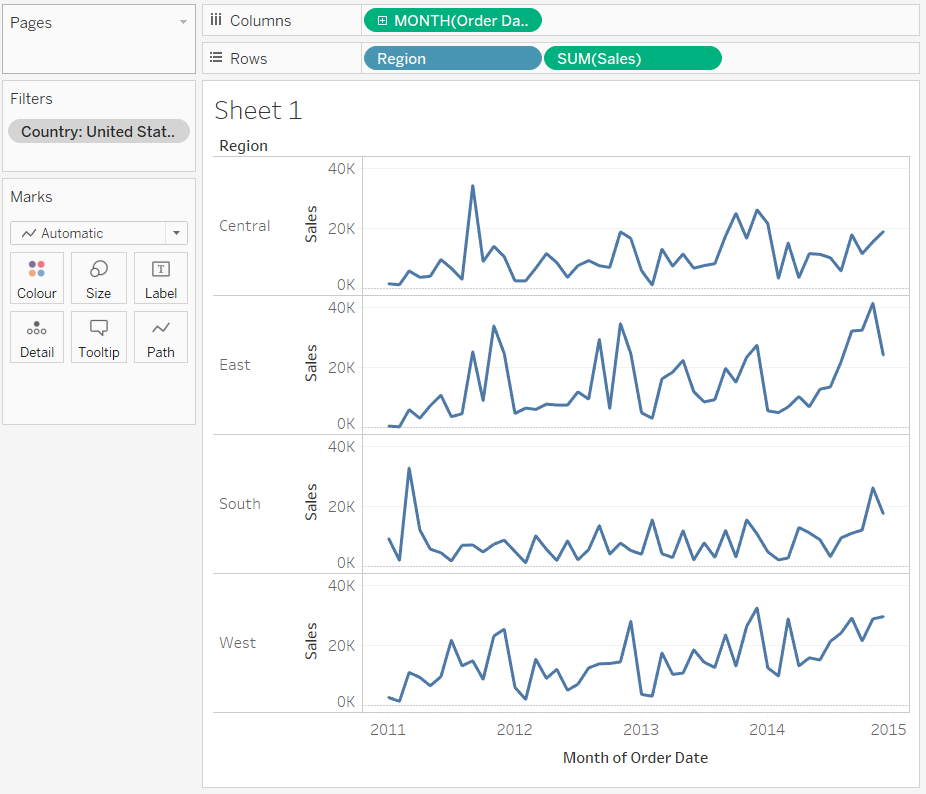 Pages
Columns
MONTH(Order Da..
Rows
Region
SUM(Sales)
Filters
Country: United Stat..
Marks
Automatic
Colour
Size
Label
Detail
Tooltip
Path
Sheet 1
Region
Central
Sales
40K
20K
0K
East
Sales
40K
20K
0K
South
Sales
40K
20K
0K
West
Sales
40K
20K
0K
2011
2012
2013
2014
2015
Month of Order Date